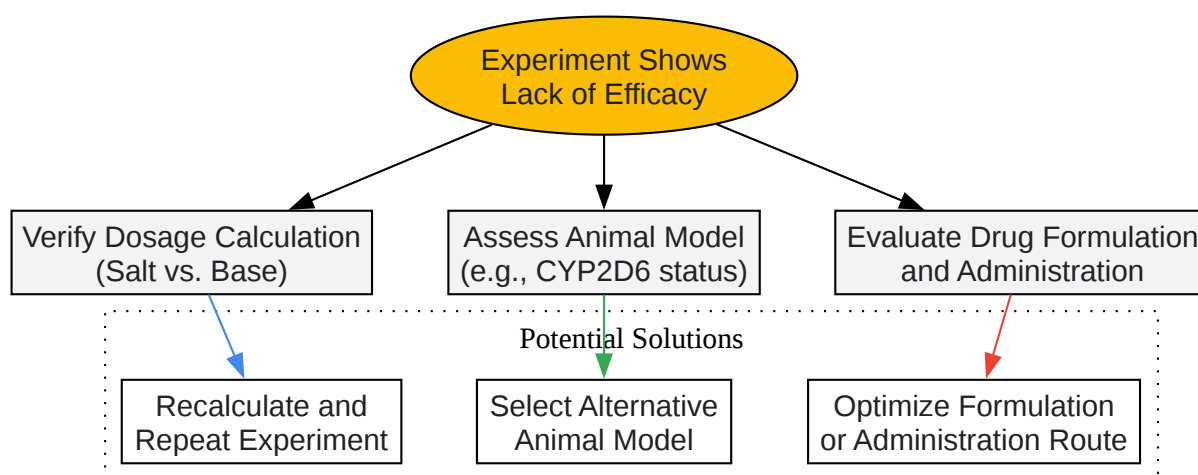 Experiment Shows
Lack of Efficacy
Verify Dosage Calculation
(Salt vs. Base)
Assess Animal Model
(e.g., CYP2D6 status)
Evaluate Drug Formulation
and Administration
Potential Solutions
Recalculate and
Repeat Experiment
Select Alternative
Animal Model
Optimize Formulation
or Administration Route